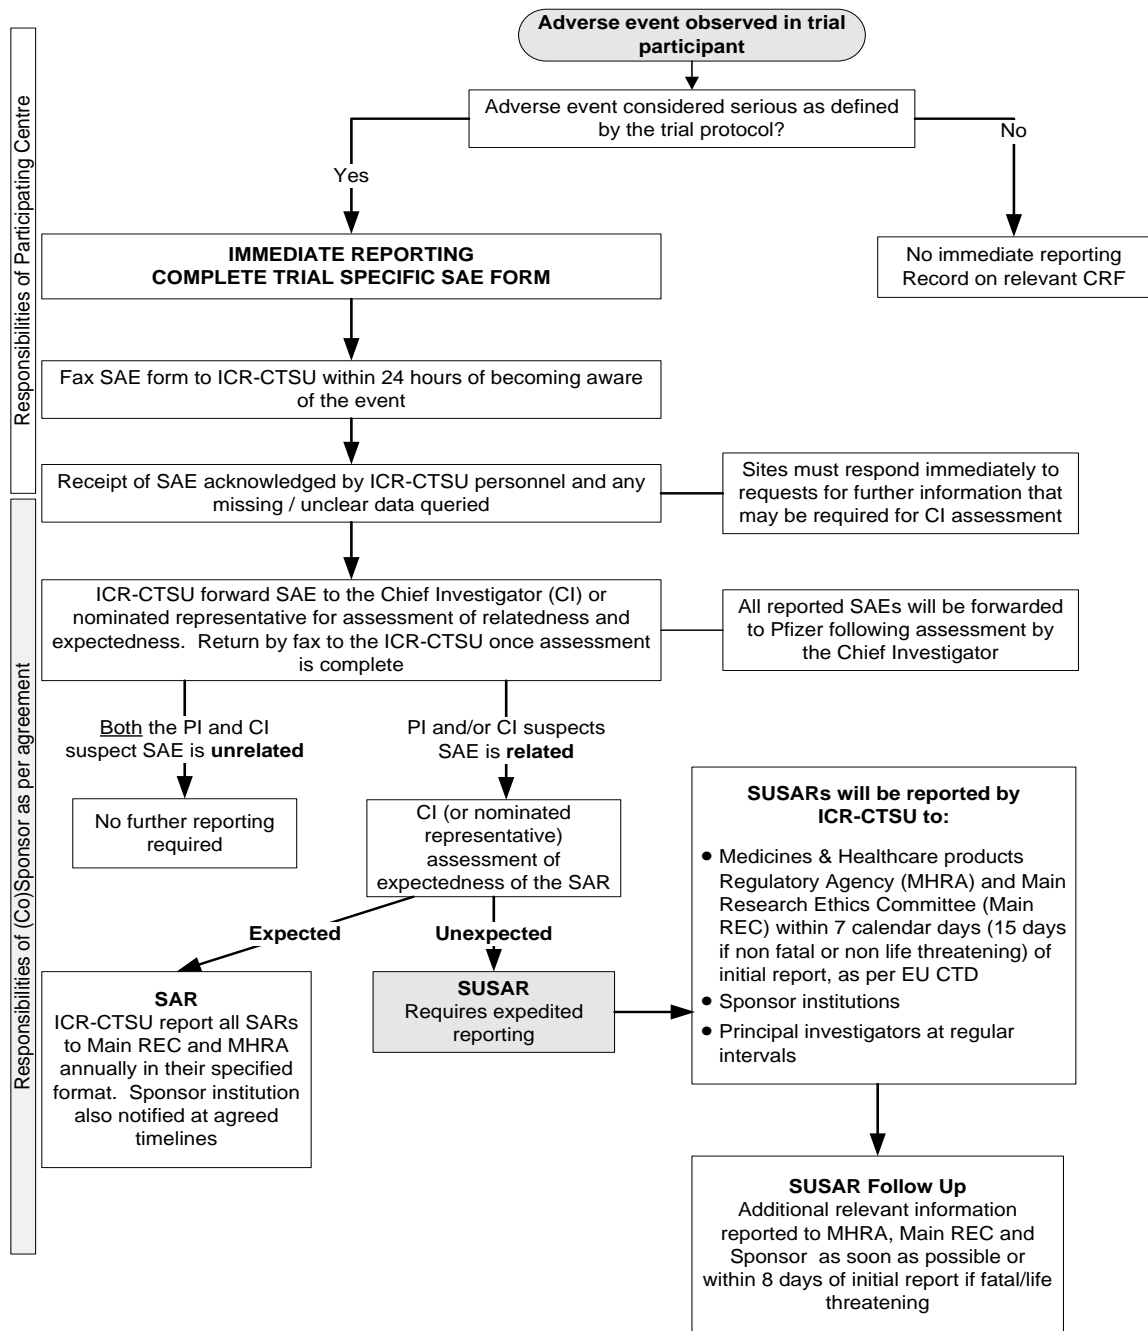 Adverse event observed in trial
participant
Adverse event considered serious as defined
by the trial protocol?
No
Yes
IMMEDIATE REPORTING
COMPLETE TRIAL SPECIFIC SAE FORM
No immediate reporting
Record on relevant CRF
Responsibilities of Participating Centre
Fax SAE form to ICR-CTSU within 24 hours of becoming aware
of the event
Receipt of SAE acknowledged by ICR-CTSU personnel and any
missing / unclear data queried
Sites must respond immediately to
requests for further information that
may be required for CI assessment
ICR-CTSU forward SAE to the Chief Investigator (CI) or
nominated representative for assessment of relatedness and
expectedness.  Return by fax to the ICR-CTSU once assessment
is complete
All reported SAEs will be forwarded
to Pfizer following assessment by
the Chief Investigator
Both the PI and CI
suspect SAE is unrelated
PI and/or CI suspects
SAE is related
No further reporting
required
CI (or nominated
representative)
assessment of
expectedness of the SAR
Expected
Unexpected
SAR
ICR-CTSU report all SARs
to Main REC and MHRA
annually in their specified
format.  Sponsor institution
also notified at agreed
timelines
SUSAR
Requires expedited
reporting
SUSARs will be reported by
ICR-CTSU to:
• Medicines & Healthcare products
Regulatory Agency (MHRA) and Main
Research Ethics Committee (Main
REC) within 7 calendar days (15 days
if non fatal or non life threatening) of
initial report, as per EU CTD
• Sponsor institutions
• Principal investigators at regular
intervals
Responsibilities of (Co)Sponsor as per agreement
SUSAR Follow Up
Additional relevant information
reported to MHRA, Main REC and
Sponsor  as soon as possible or
within 8 days of initial report if fatal/life
threatening